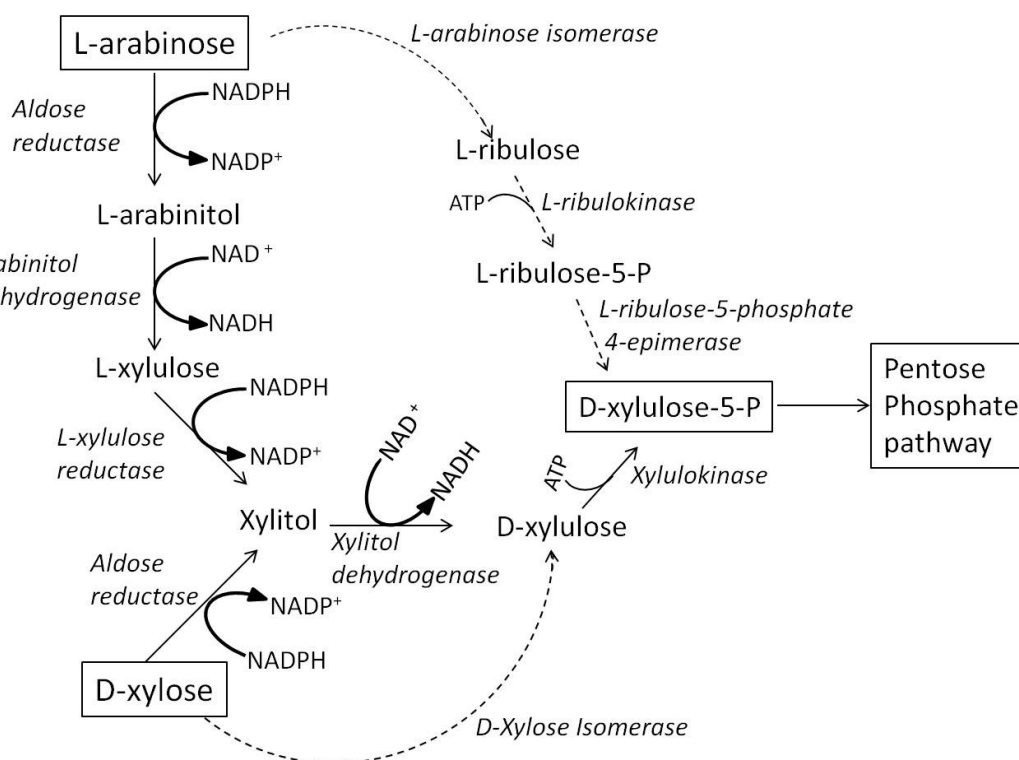 L-arabinose
L-arabinose isomerase
Aldose
reductase
NADPH
NADP+
L-ribulose
ATP
L-ribulokinase
L-arabinitol
NAD+
NADH
abinitol
hydrogenase
L-ribulose-5-P
L-ribulose-5-phosphate
4-epimerase
L-xylulose
NADPH
NADP+
L-xylulose
reductase
D-xylulose-5-P
Pentose
Phosphate
pathway
NAD+
NADH
ATP
Xylulokinase
Xylitol
Xylitol
dehydrogenase
D-xylulose
Aldose
reductase
NADP+
NADPH
D-xylose
D-Xylose Isomerase